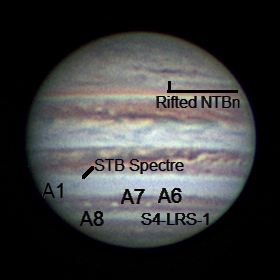 Rifted NTBn
STB Spectre
A1
A7 A6
A8 S4-LRS-1